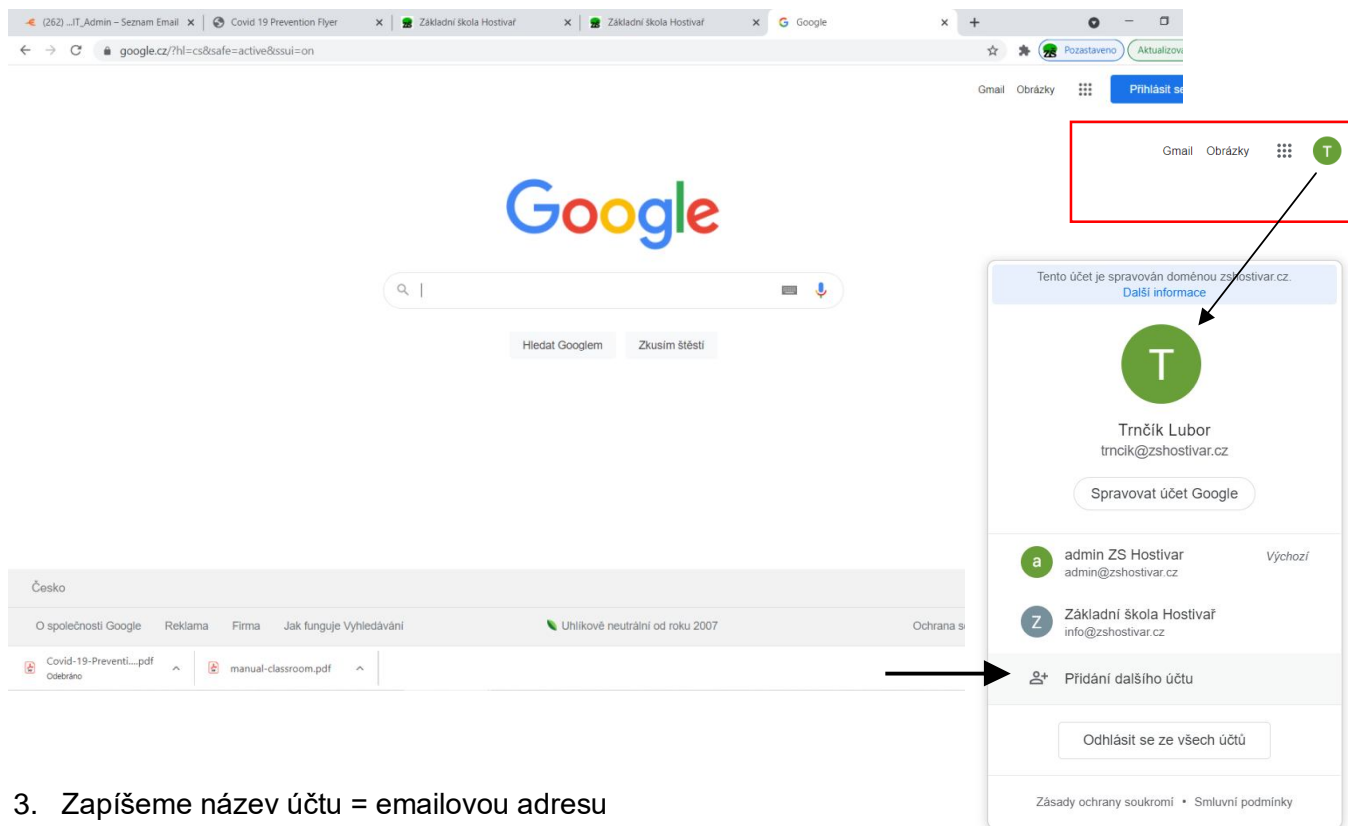 (262) ...IT_Admin – Seznam Email
Covid 19 Prevention Flyer
Základní škola Hostivař
Základní škola Hostivař
Google
google.cz/?hl=cs&safe=active&ssui=on
Pozastaveno
Aktualizova
Gmail Obrázky
Přihlásit se
Gmail Obrázky
T
Google
Hledat Googlem
Zkusím štěstí
Tento účet je spravován doménou zshostivar.cz.
Další informace
T
Trnčík Lubor
trncik@zshostivar.cz
Spravovat účet Google
a
admin ZS Hostivar
Výchozí
admin@zshostivar.cz
Z
Základní škola Hostivař
info@zshostivar.cz
Přidání dalšího účtu
Odhlásit se ze všech účtů
Zásady ochrany soukromí • Smluvní podmínky
Česko
O společnosti Google Reklama Firma Jak funguje Vyhledávání
Uhlíkově neutrální od roku 2007
Ochrana s
Covid-19-Preventi....pdf
Odebráno
manual-classroom.pdf
3. Zapíšeme název účtu = emailovou adresu